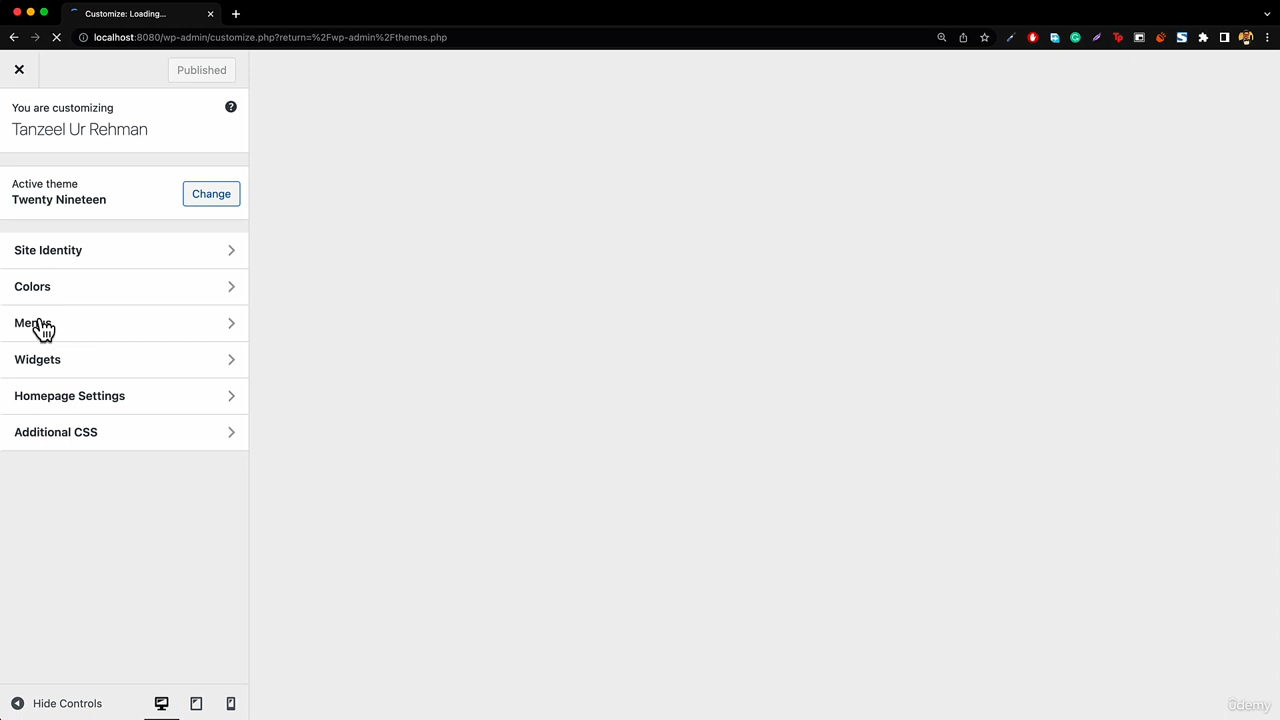 Customize: Loading...
localhost:8080/wp-admin/customize.php?return=%2Fwp-admin%2Fthemes.php
Published
You are customizing
Tanzeel Ur Rehman
Active theme
Twenty Nineteen
Change
Site Identity
Colors
Menus
Widgets
Homepage Settings
Additional CSS
Hide Controls
ûdemy